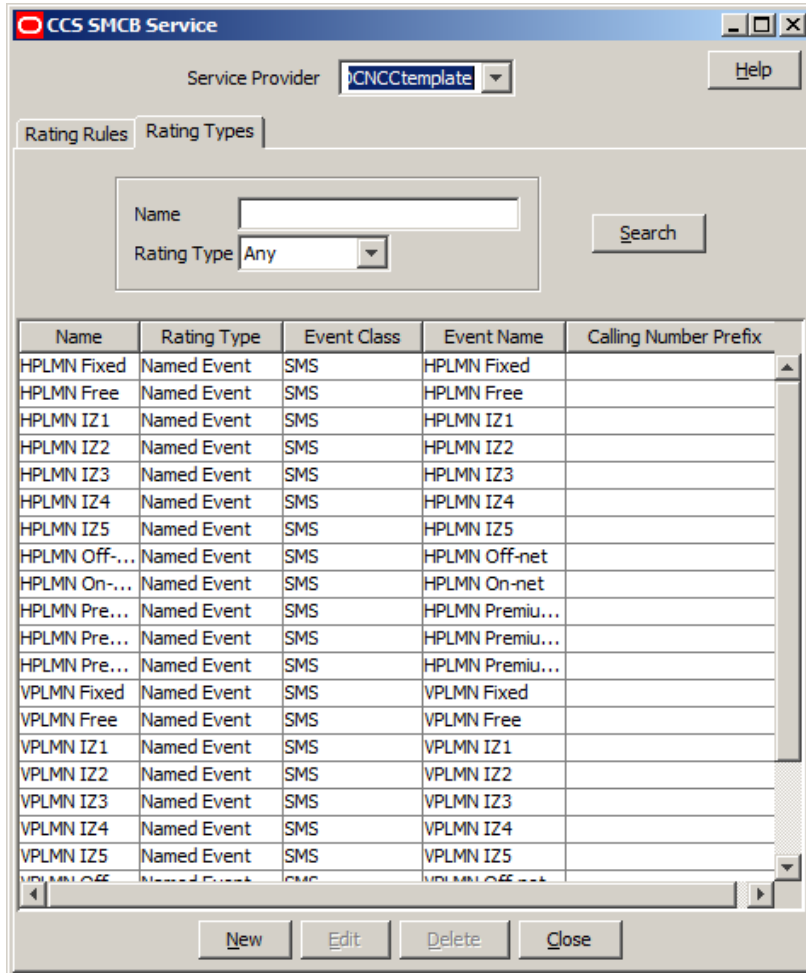 CCS SMCB Service
Service Provider CNCCtemplate Help
Rating Rules Rating Types
Name
Rating Type Any Search
Name Rating Type Event Class Event Name Calling Number Prefix
HPLMN Fixed Named Event SMS HPLMN Fixed
HPLMN Free Named Event SMS HPLMN Free
HPLMN IZ1 Named Event SMS HPLMN IZ1
HPLMN IZ2 Named Event SMS HPLMN IZ2
HPLMN IZ3 Named Event SMS HPLMN IZ3
HPLMN IZ4 Named Event SMS HPLMN IZ4
HPLMN IZ5 Named Event SMS HPLMN IZ5
HPLMN Off-... Named Event SMS HPLMN Off-net
HPLMN On-... Named Event SMS HPLMN On-net
HPLMN Pre... Named Event SMS HPLMN Premiu...
HPLMN Pre... Named Event SMS HPLMN Premiu...
HPLMN Pre... Named Event SMS HPLMN Premiu...
VPLMN Fixed Named Event SMS VPLMN Fixed
VPLMN Free Named Event SMS VPLMN Free
VPLMN IZ1 Named Event SMS VPLMN IZ1
VPLMN IZ2 Named Event SMS VPLMN IZ2
VPLMN IZ3 Named Event SMS VPLMN IZ3
VPLMN IZ4 Named Event SMS VPLMN IZ4
VPLMN IZ5 Named Event SMS VPLMN IZ5
New Edit Delete Close